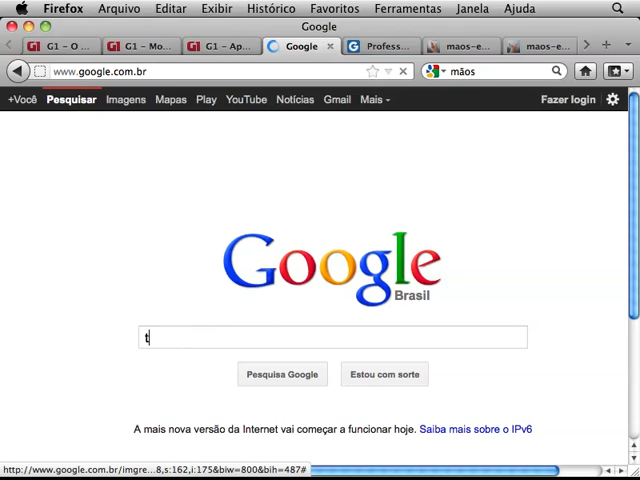 Firefox Arquivo Editar Exibir Histórico Favoritos Ferramentas Janela Ajuda
Google
G1 - O ... G1 - Mo... G1 - Ap... Google Profess... maos-e... maos-e...
www.google.com.br mãos
+Você Pesquisar Imagens Mapas Play YouTube Notícias Gmail Mais Fazer login
Google
Brasil
t
Pesquisa Google Estou com sorte
A mais nova versão da Internet vai começar a funcionar hoje. Saiba mais sobre o IPv6
http://www.google.com.br/imgre...8,s:162,i:175&biw=800&bih=487#